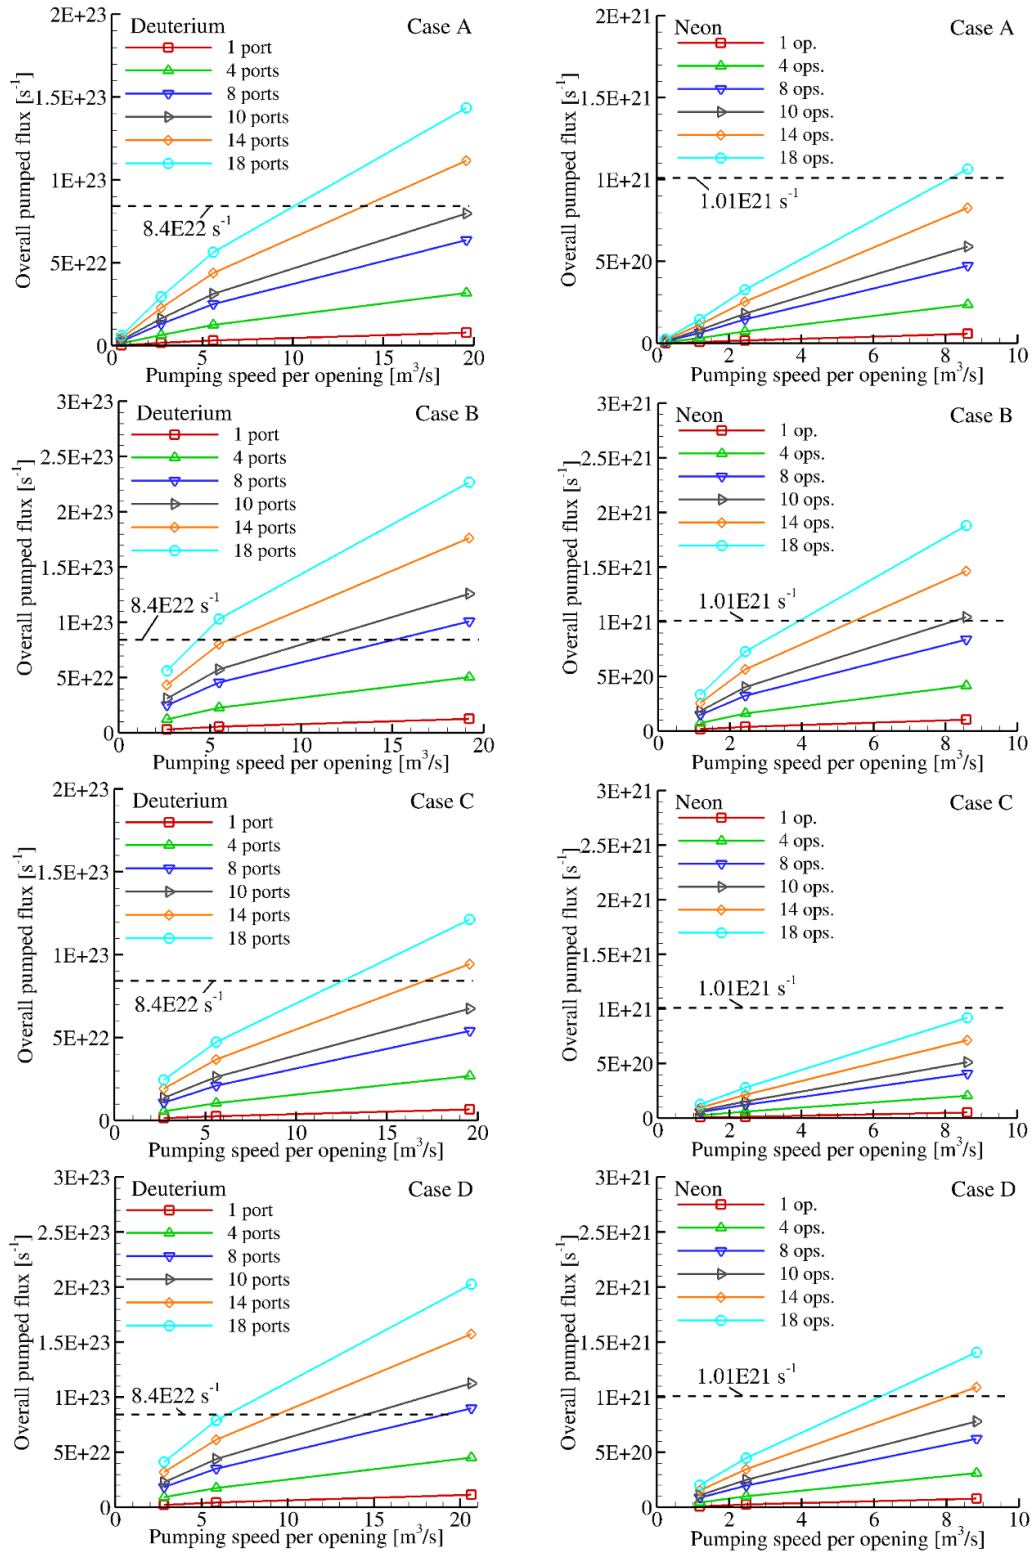 2E+23
Deuterium
Case A
1 port
4 ports
8 ports
10 ports
14 ports
18 ports
1.5E+23
1E+23
5E+22
0
8.4E22 s⁻¹
Overall pumped flux [s⁻¹]
0 5 10 15 20
Pumping speed per opening [m³/s]
2E+21
Neon
Case A
1 op.
4 ops.
8 ops.
10 ops.
14 ops.
18 ops.
1.5E+21
1E+21
5E+20
0
1.01E21 s⁻¹
Overall pumped flux [s⁻¹]
0 2 4 6 8 10
Pumping speed per opening [m³/s]
3E+23
Deuterium
Case B
1 port
4 ports
8 ports
10 ports
14 ports
18 ports
2.5E+23
2E+23
1.5E+23
1E+23
5E+22
0
8.4E22 s⁻¹
Overall pumped flux [s⁻¹]
0 5 10 15 20
Pumping speed per opening [m³/s]
3E+21
Neon
Case B
1 op.
4 ops.
8 ops.
10 ops.
14 ops.
18 ops.
2.5E+21
2E+21
1.5E+21
1E+21
5E+20
0
1.01E21 s⁻¹
Overall pumped flux [s⁻¹]
0 2 4 6 8 10
Pumping speed per opening [m³/s]
2E+23
Deuterium
Case C
1 port
4 ports
8 ports
10 ports
14 ports
18 ports
1.5E+23
1E+23
5E+22
0
8.4E22 s⁻¹
Overall pumped flux [s⁻¹]
0 5 10 15 20
Pumping speed per opening [m³/s]
3E+21
Neon
Case C
1 op.
4 ops.
8 ops.
10 ops.
14 ops.
18 ops.
2.5E+21
2E+21
1.5E+21
1E+21
5E+20
0
1.01E21 s⁻¹
Overall pumped flux [s⁻¹]
0 2 4 6 8 10
Pumping speed per opening [m³/s]
3E+23
Deuterium
Case D
1 port
4 ports
8 ports
10 ports
14 ports
18 ports
2.5E+23
2E+23
1.5E+23
1E+23
5E+22
0
8.4E22 s⁻¹
Overall pumped flux [s⁻¹]
0 5 10 15 20
Pumping speed per opening [m³/s]
3E+21
Neon
Case D
1 op.
4 ops.
8 ops.
10 ops.
14 ops.
18 ops.
2.5E+21
2E+21
1.5E+21
1E+21
5E+20
0
1.01E21 s⁻¹
Overall pumped flux [s⁻¹]
0 2 4 6 8 10
Pumping speed per opening [m³/s]